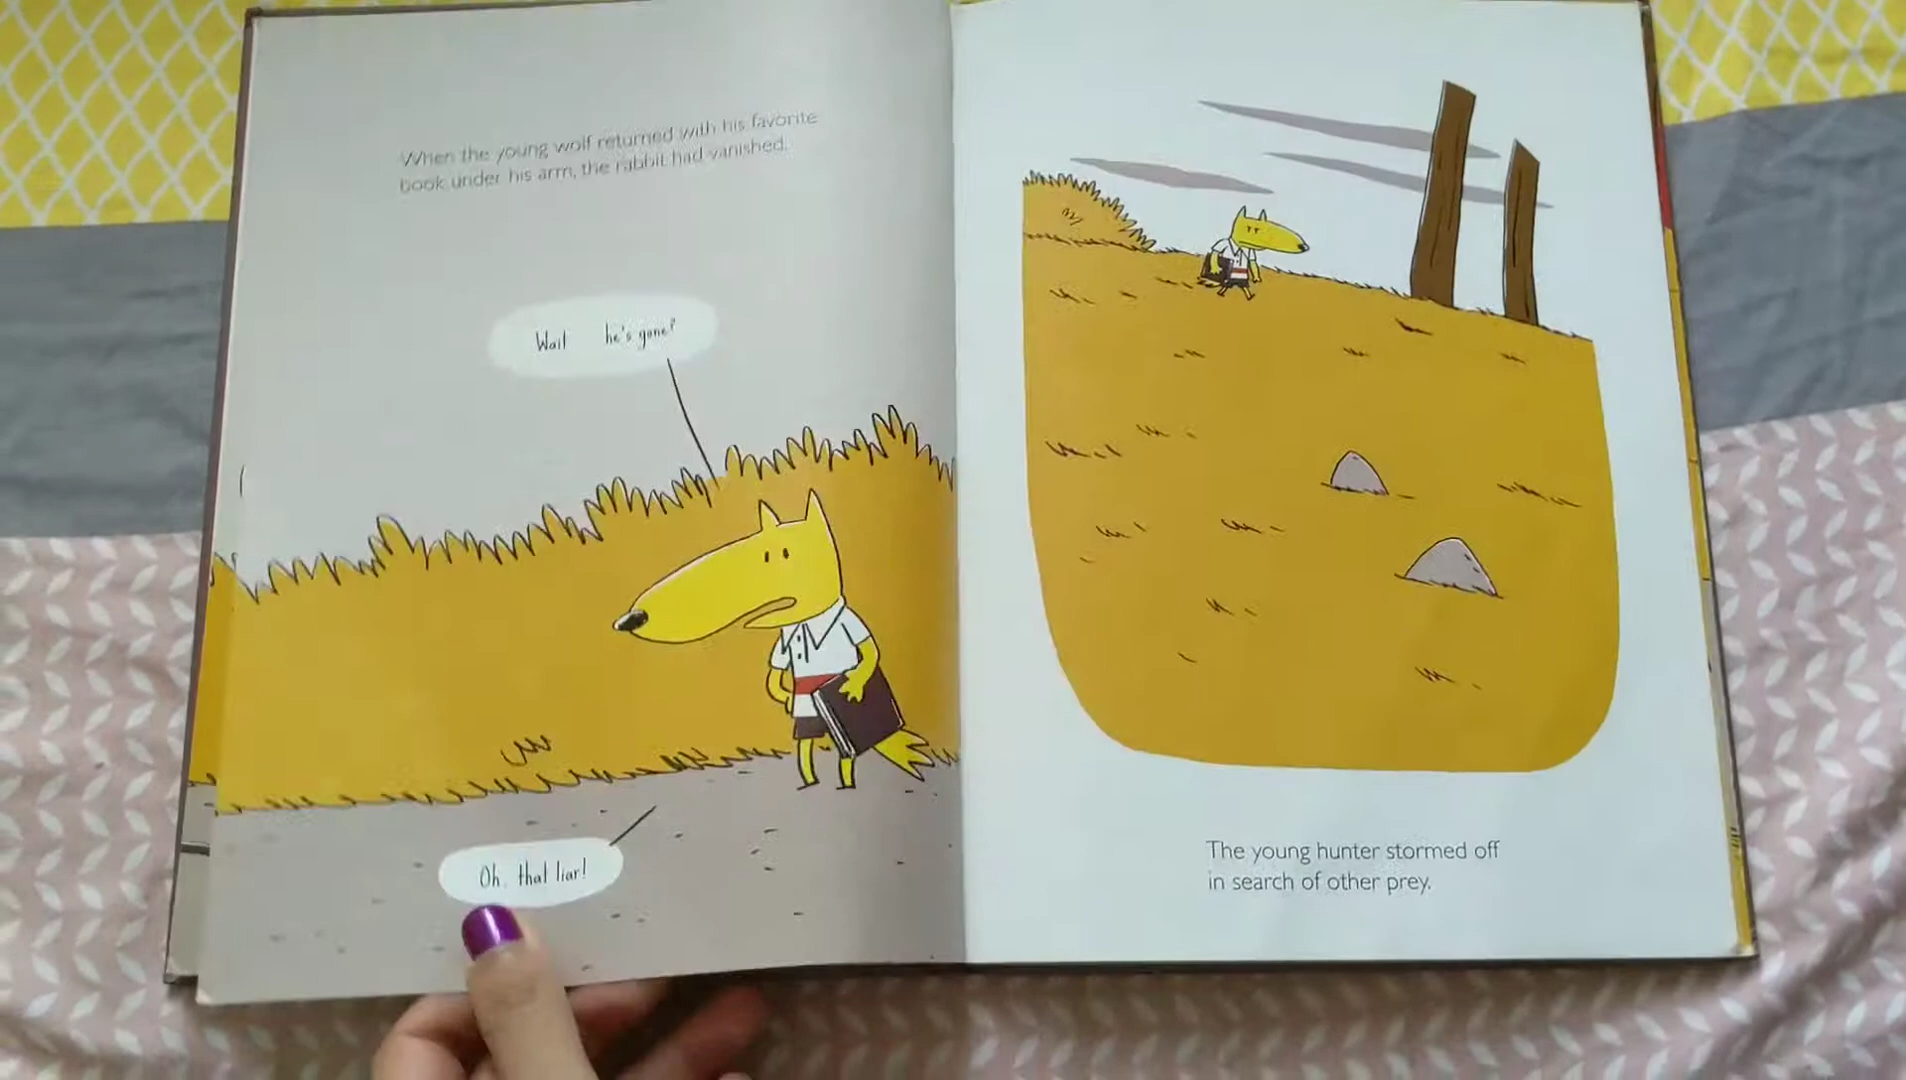 When the young wolf returned with his favorite
book under his arm, the rabbit had vanished.
Wait he's gone?
Oh, that liar!
The young hunter stormed off
in search of other prey.